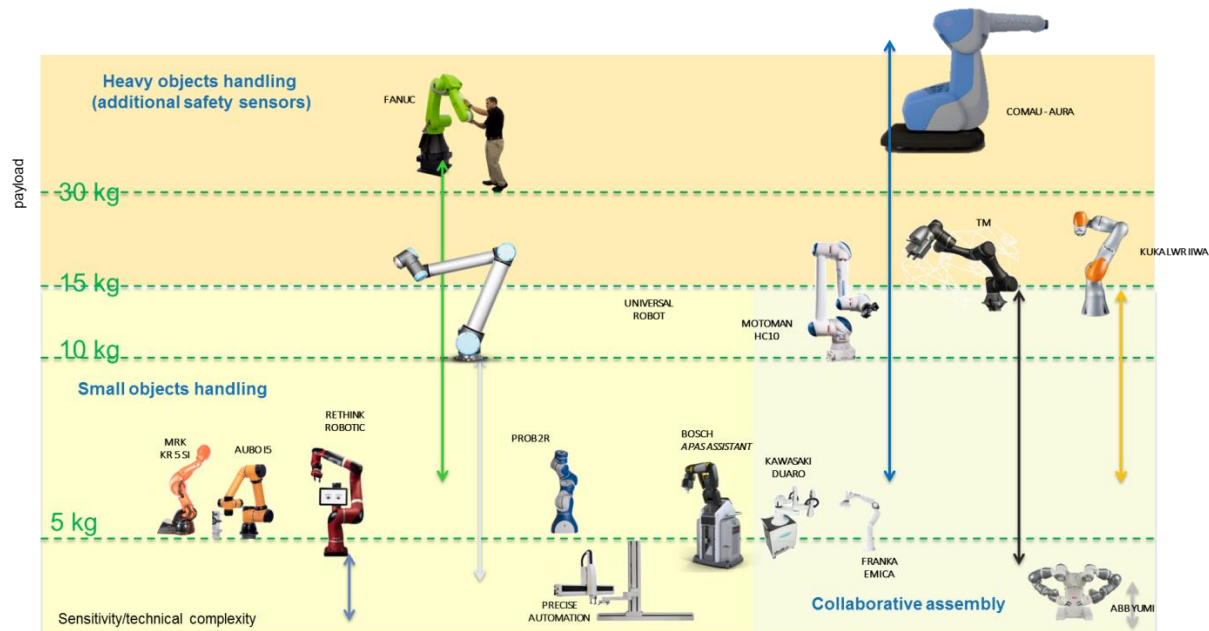 Heavy objects handling
(additional safety sensors)
FANUC
COMAU - AURA
payload
30 kg
TM
KUKA LWR IIWA
15 kg
UNIVERSAL
ROBOT
MOTOMAN
HC10
10 kg
Small objects handling
MRK
KR 5 SI
AUBO I5
RETHINK
ROBOTIC
PROB2R
BOSCH
APAS ASSISTANT
KAWASAKI
DUARO
5 kg
FRANKA
EMICA
PRECISE
AUTOMATION
Collaborative assembly
ABB YUMI
Sensitivity/technical complexity